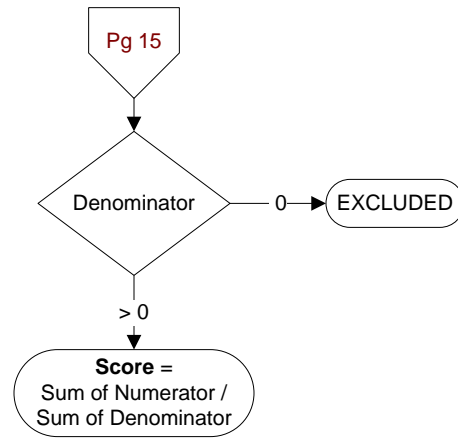 Pg 15
Denominator
0
EXCLUDED
> 0
Score =
Sum of Numerator /
Sum of Denominator